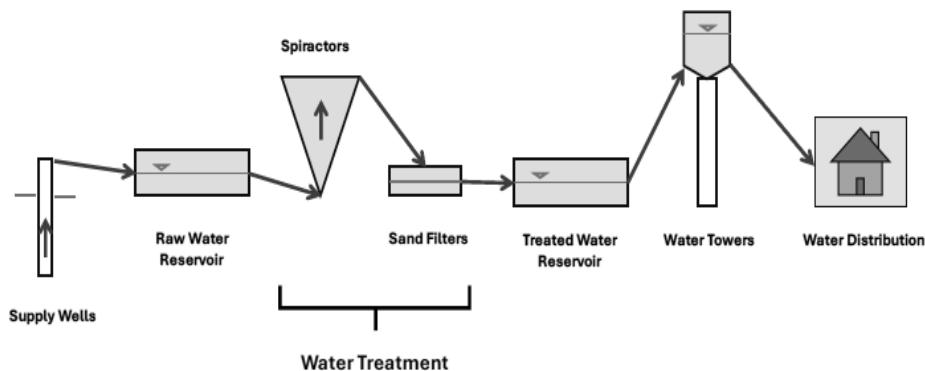 Spiractors
Raw Water
Reservoir
Sand Filters
Treated Water
Reservoir
Water Towers
Water Distribution
Supply Wells
Water Treatment